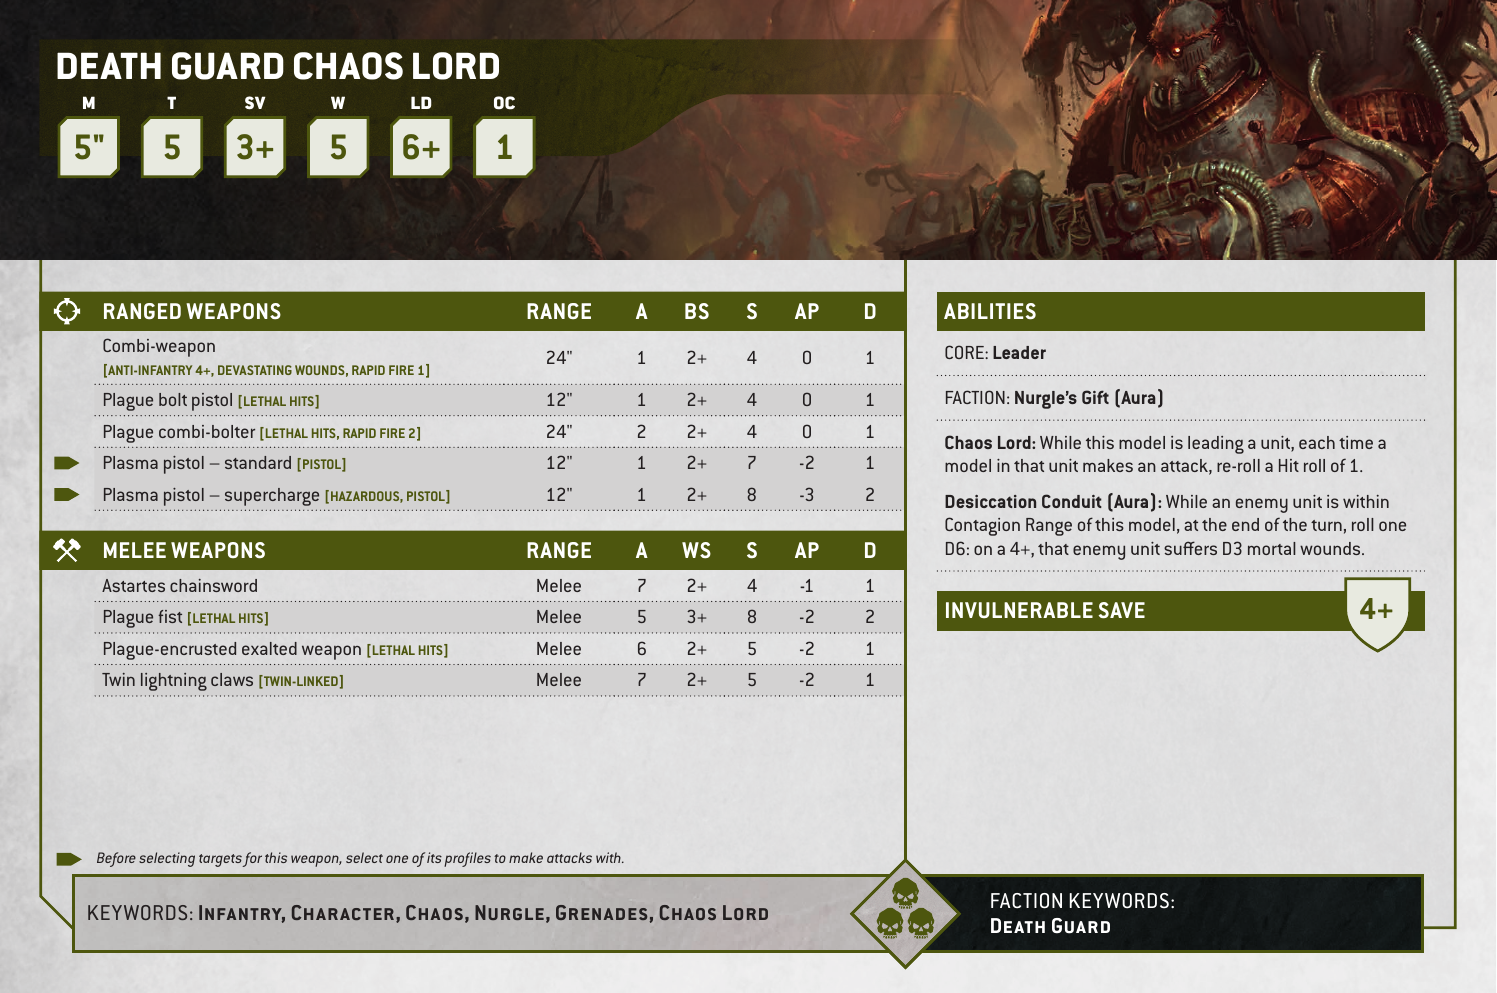 DEATH GUARD CHAOS LORD
M T SV W LD OC
5" 5 3+ 5 6+ 1
RANGED WEAPONS RANGE A BS S AP D
Combi-weapon
[ANTI-INFANTRY 4+, DEVASTATING WOUNDS, RAPID FIRE 1] 24" 1 2+ 4 0 1
Plague bolt pistol [LETHAL HITS] 12" 1 2+ 4 0 1
Plague combi-bolter [LETHAL HITS, RAPID FIRE 2] 24" 2 2+ 4 0 1
Plasma pistol – standard [PISTOL] 12" 1 2+ 7 -2 1
Plasma pistol – supercharge [HAZARDOUS, PISTOL] 12" 1 2+ 8 -3 2
MELEE WEAPONS RANGE A WS S AP D
Astartes chainsword Melee 7 2+ 4 -1 1
Plague fist [LETHAL HITS] Melee 5 3+ 8 -2 2
Plague-encrusted exalted weapon [LETHAL HITS] Melee 6 2+ 5 -2 1
Twin lightning claws [TWIN-LINKED] Melee 7 2+ 5 -2 1
Before selecting targets for this weapon, select one of its profiles to make attacks with.
ABILITIES
CORE: Leader
FACTION: Nurgle's Gift (Aura)
Chaos Lord: While this model is leading a unit, each time a
model in that unit makes an attack, re-roll a Hit roll of 1.
Desiccation Conduit (Aura): While an enemy unit is within
Contagion Range of this model, at the end of the turn, roll one
D6: on a 4+, that enemy unit suffers D3 mortal wounds.
INVULNERABLE SAVE 4+
KEYWORDS: INFANTRY, CHARACTER, CHAOS, NURGLE, GRENADES, CHAOS LORD
FACTION KEYWORDS:
DEATH GUARD